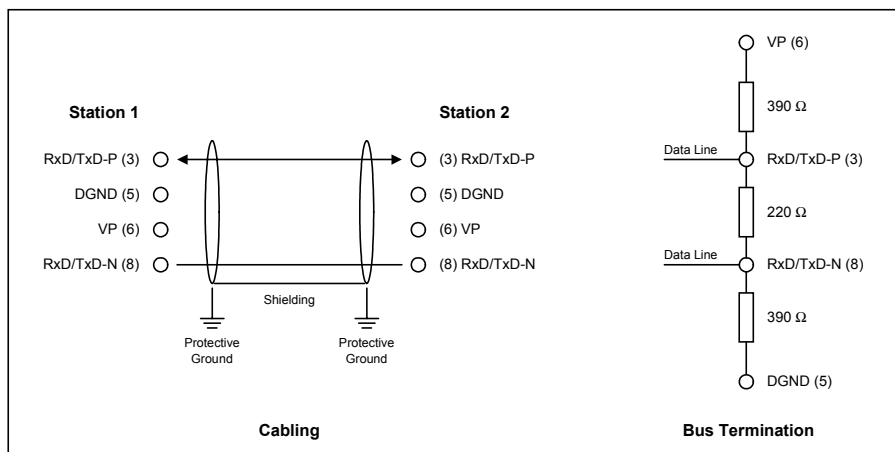 Station 1
RxD/TxD-P (3)
DGND (5)
VP (6)
RxD/TxD-N (8)
Shielding
Protective
Ground
Protective
Ground
Station 2
(3) RxD/TxD-P
(5) DGND
(6) VP
(8) RxD/TxD-N
Cabling
VP (6)
390 Ω
Data Line
RxD/TxD-P (3)
220 Ω
Data Line
RxD/TxD-N (8)
390 Ω
DGND (5)
Bus Termination